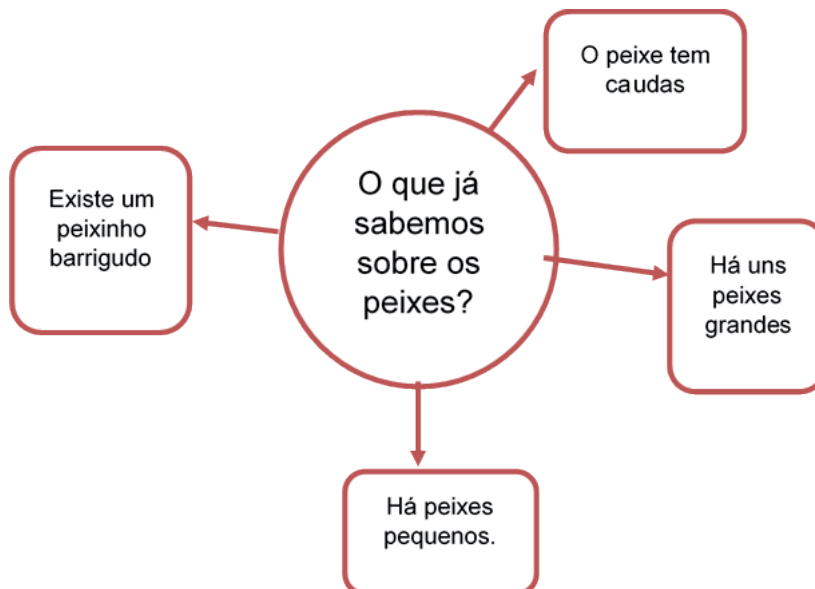 O peixe tem
caudas
Existe um
peixinho
barrigudo
O que já
sabemos
sobre os
peixes?
Há uns
peixes
grandes
Há peixes
pequenos.